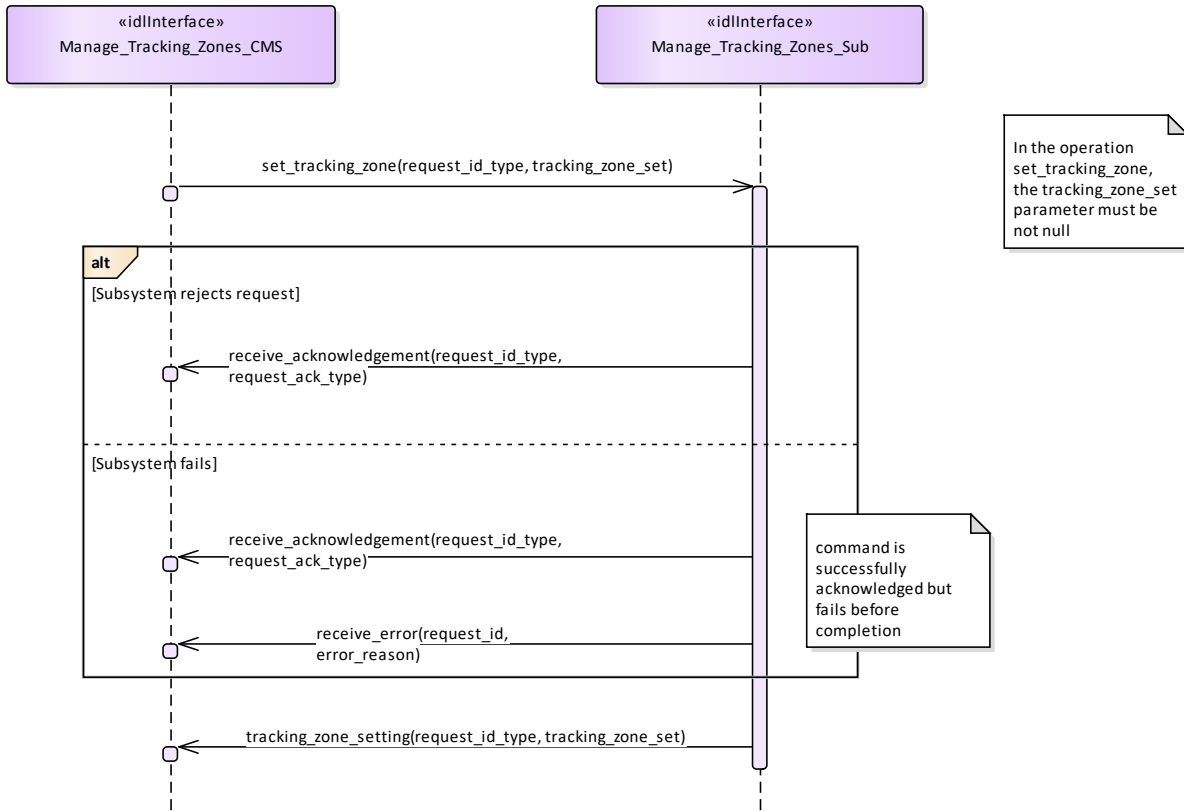 «idlInterface»
Manage_Tracking_Zones_CMS
«idlInterface»
Manage_Tracking_Zones_Sub
In the operation
set_tracking_zone,
the tracking_zone_set
parameter must be
not null
set_tracking_zone(request_id_type, tracking_zone_set)
alt
[Subsystem rejects request]
receive_acknowledgement(request_id_type,
request_ack_type)
[Subsystem fails]
receive_acknowledgement(request_id_type,
request_ack_type)
command is
successfully
acknowledged but
fails before
completion
receive_error(request_id,
error_reason)
tracking_zone_setting(request_id_type, tracking_zone_set)